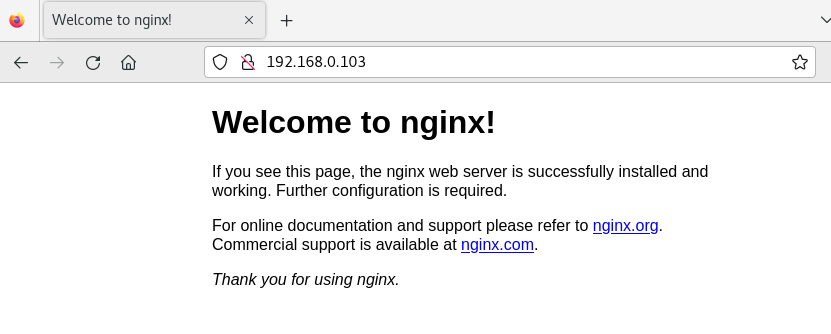 Welcome to nginx!
192.168.0.103
Welcome to nginx!
If you see this page, the nginx web server is successfully installed and
working. Further configuration is required.
For online documentation and support please refer to nginx.org.
Commercial support is available at nginx.com.
Thank you for using nginx.